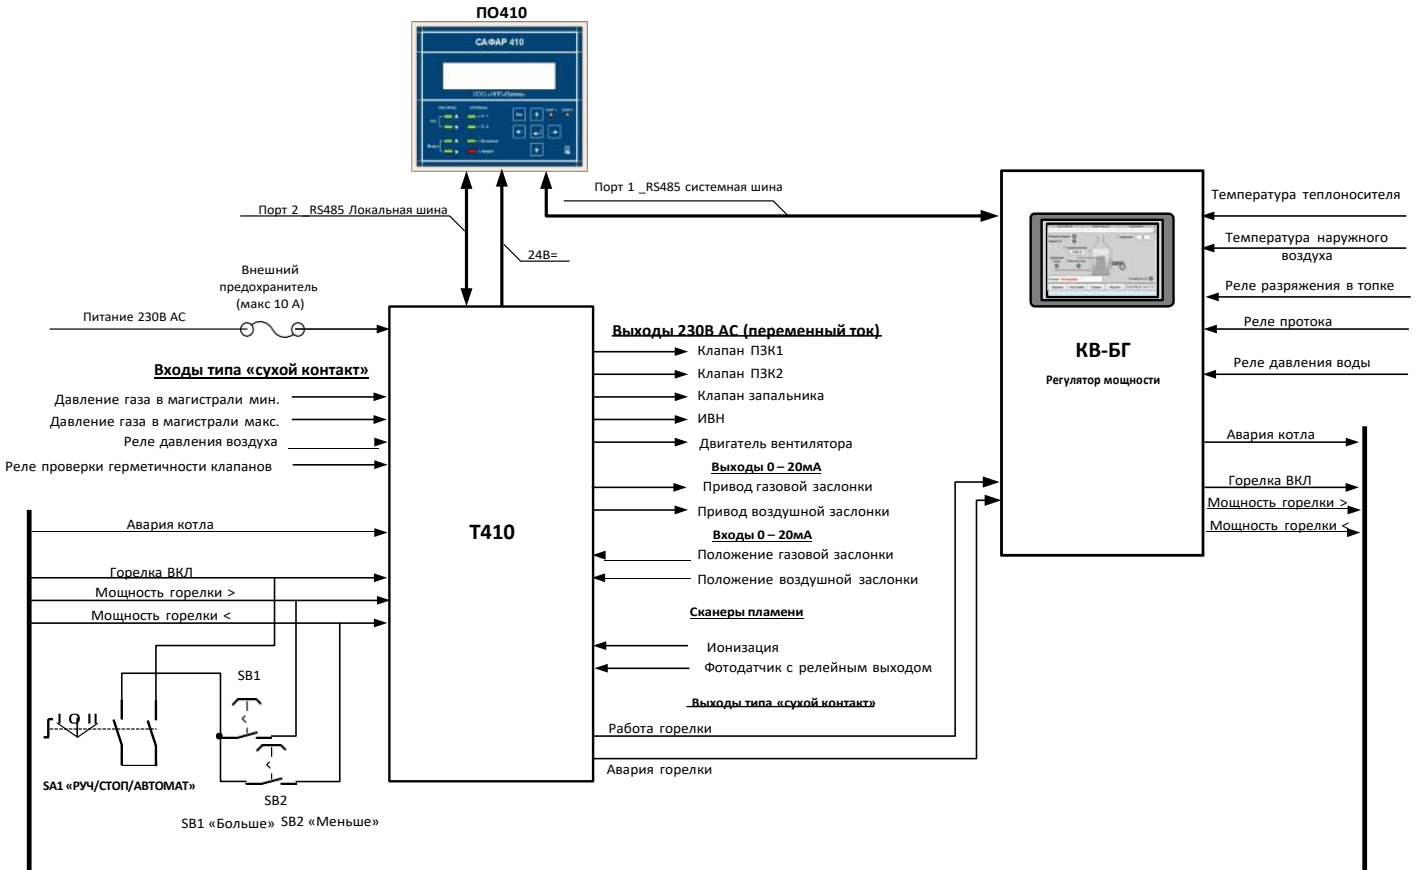 ПО410
САФАР 410
Порт 1 _RS485 системная шина
Порт 2 _RS485 Локальная шина
24В=
Внешний
предохранитель
(макс 10 А)
Питание 230В AC
Входы типа «сухой контакт»
Давление газа в магистрали мин.
Давление газа в магистрали макс.
Реле давления воздуха
Реле проверки герметичности клапанов
Авария котла
Горелка ВКЛ
Мощность горелки >
Мощность горелки <
SB1
I O II
SA1 «РУЧ/СТОП/АВТОМАТ»
SB2
SB1 «Больше» SB2 «Меньше»
Т410
Выходы 230В АС (переменный ток)
Клапан ПЗК1
Клапан ПЗК2
Клапан запальника
ИВН
Двигатель вентилятора
Выходы 0 – 20мА
Привод газовой заслонки
Привод воздушной заслонки
Входы 0 – 20мА
Положение газовой заслонки
Положение воздушной заслонки
Сканеры пламени
Ионизация
Фотодатчик с релейным выходом
Выходы типа «сухой контакт»
Работа горелки
Авария горелки
КВ-БГ
Регулятор мощности
Температура теплоносителя
Температура наружного
воздуха
Реле разряжения в топке
Реле протока
Реле давления воды
Авария котла
Горелка ВКЛ
Мощность горелки >
Мощность горелки <